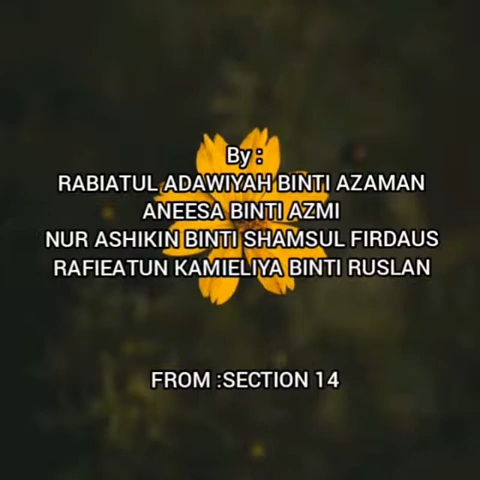 By :
RABIATUL ADAWIYAH BINTI AZAMAN
ANEESA BINTI AZMI
NUR ASHIKIN BINTI SHAMSUL FIRDAUS
RAFIEATUN KAMIELIYA BINTI RUSLAN
FROM :SECTION 14